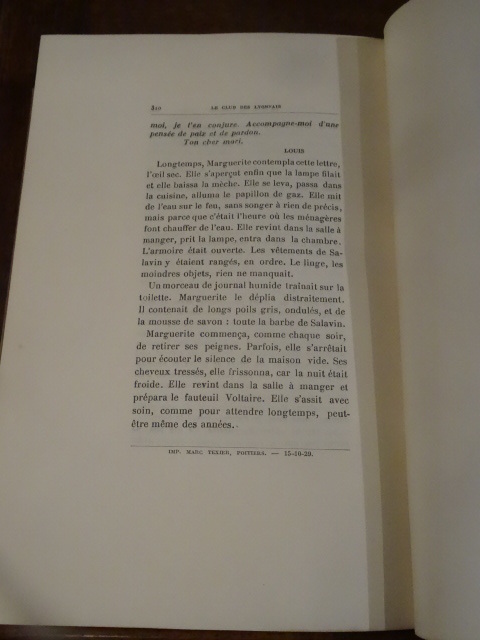 320 LE CLUB DES LYONNAIS
moi, je t'en conjure. Accompagne-moi d'une
pensée de paix et de pardon.
Ton cher mari.
LOUIS
Longtemps, Marguerite contempla cette lettre,
l'œil sec. Elle s'aperçut enfin que la lampe filait
et elle baissa la mèche. Elle se leva, passa dans
la cuisine, alluma le papillon de gaz. Elle mit
de l'eau sur le feu, sans songer à rien de précis,
mais parce que c'était l'heure où les ménagères
font chauffer de l'eau. Elle revint dans la salle à
manger, prit la lampe, entra dans la chambre.
L'armoire était ouverte. Les vêtements de Sa-
lavin y étaient rangés, en ordre. Le linge, les
moindres objets, rien ne manquait.
Un morceau de journal humide traînait sur la
toilette. Marguerite le déplia distraitement.
Il contenait de longs poils gris, ondulés, et de
la mousse de savon : toute la barbe de Salavin.
Marguerite commença, comme chaque soir,
de retirer ses peignes. Parfois, elle s'arrêtait
pour écouter le silence de la maison vide. Ses
cheveux tressés, elle frissonna, car la nuit était
froide. Elle revint dans la salle à manger et
prépara le fauteuil Voltaire. Elle s'assit avec
soin, comme pour attendre longtemps, peut-
être même des années.
IMP. MARC TEXIER, POITIERS. — 15-10-29.